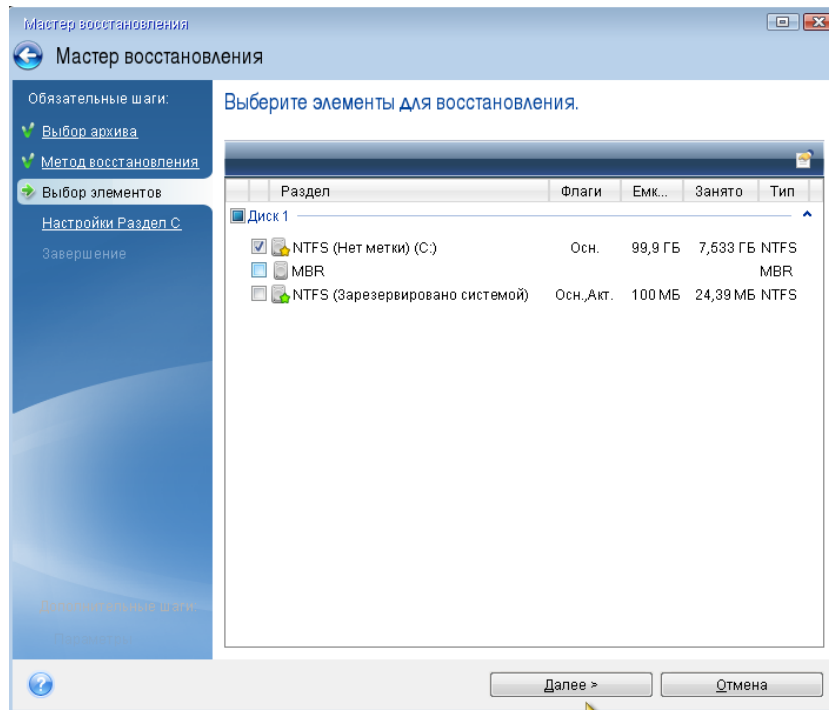 Мастер восстановления
Мастер восстановления
Обязательные шаги:
Выбор архива
Метод восстановления
Выбор элементов
Настройки Раздел C
Завершение
Выберите элементы для восстановления.
Раздел Флаги Емк... Занято Тип
Диск 1
NTFS (Нет метки) (C:) Осн. 99,9 ГБ 7,533 ГБ NTFS
MBR MBR
NTFS (Зарезервировано системой) Осн.,Акт. 100 МБ 24,39 МБ NTFS
шаги:
Далее >
Отмена